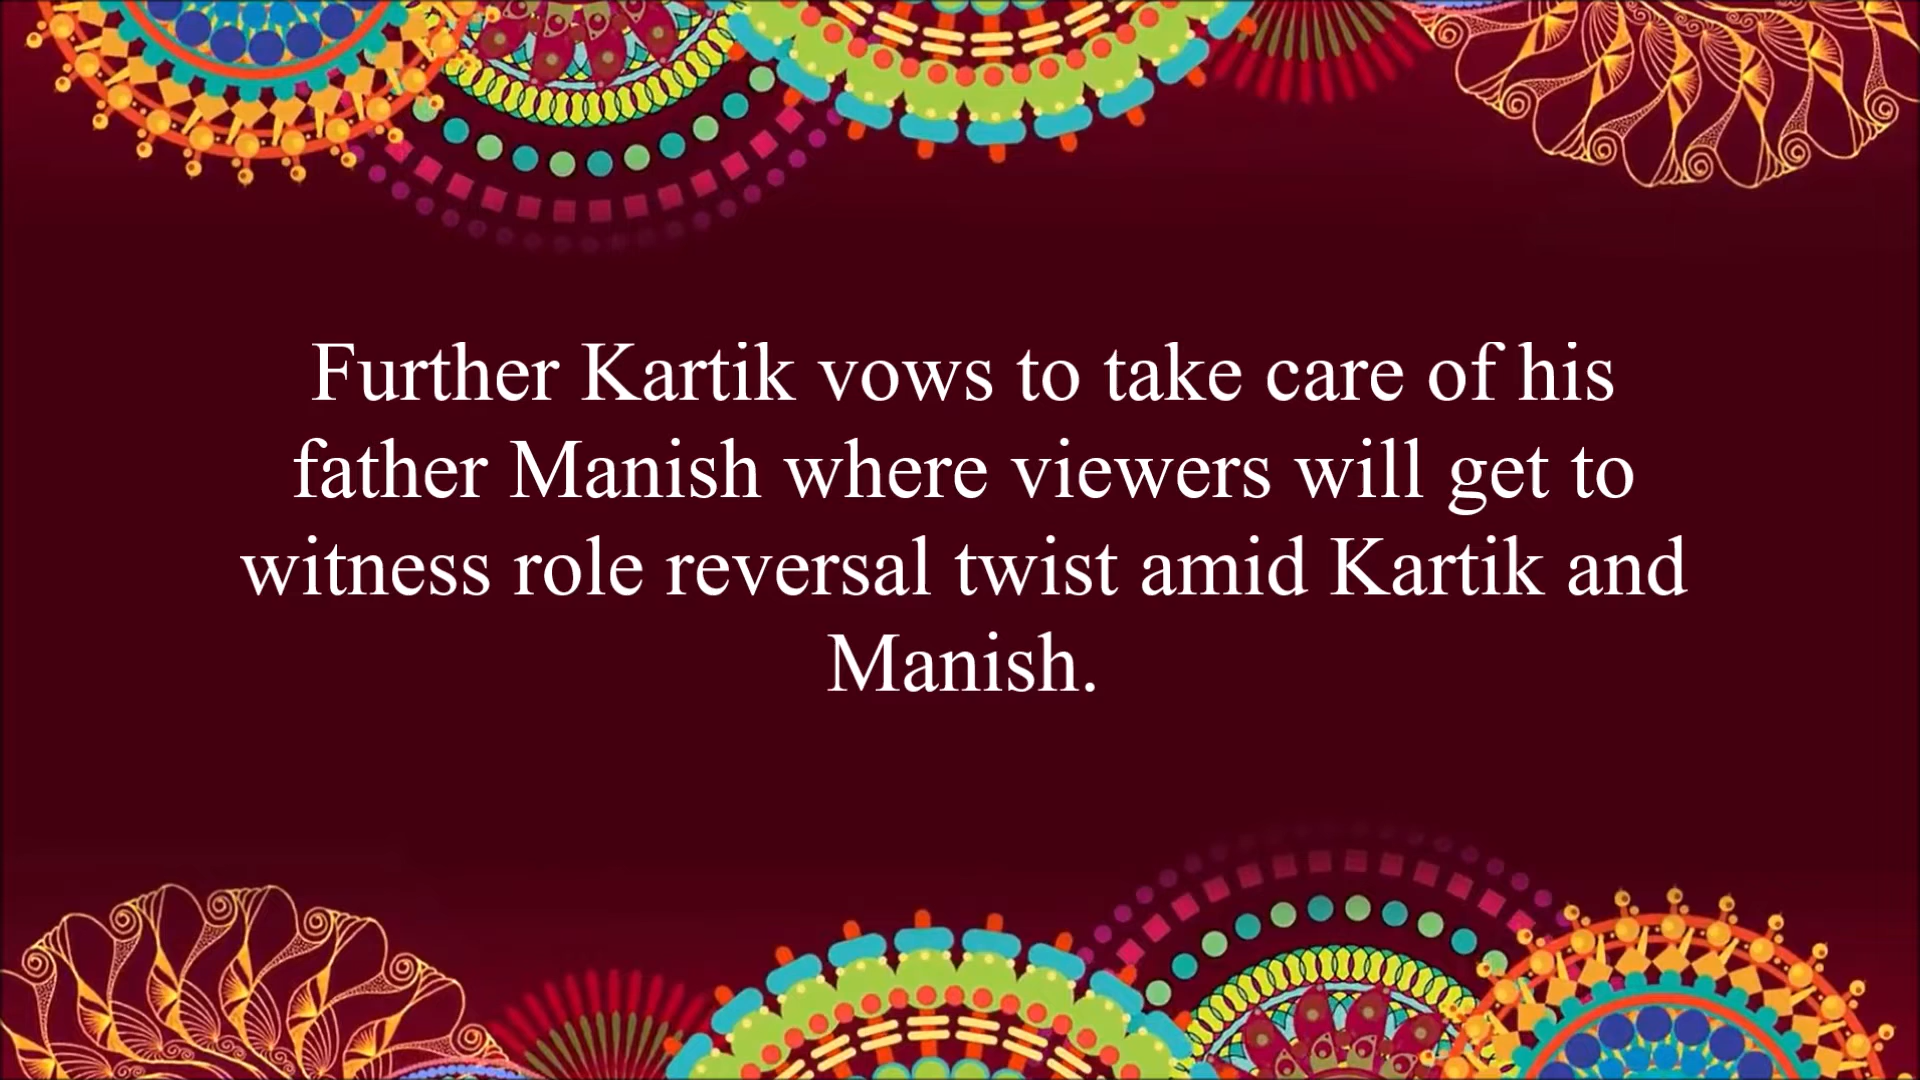 Further Kartik vows to take care of his
father Manish where viewers will get to
witness role reversal twist amid Kartik and
Manish.